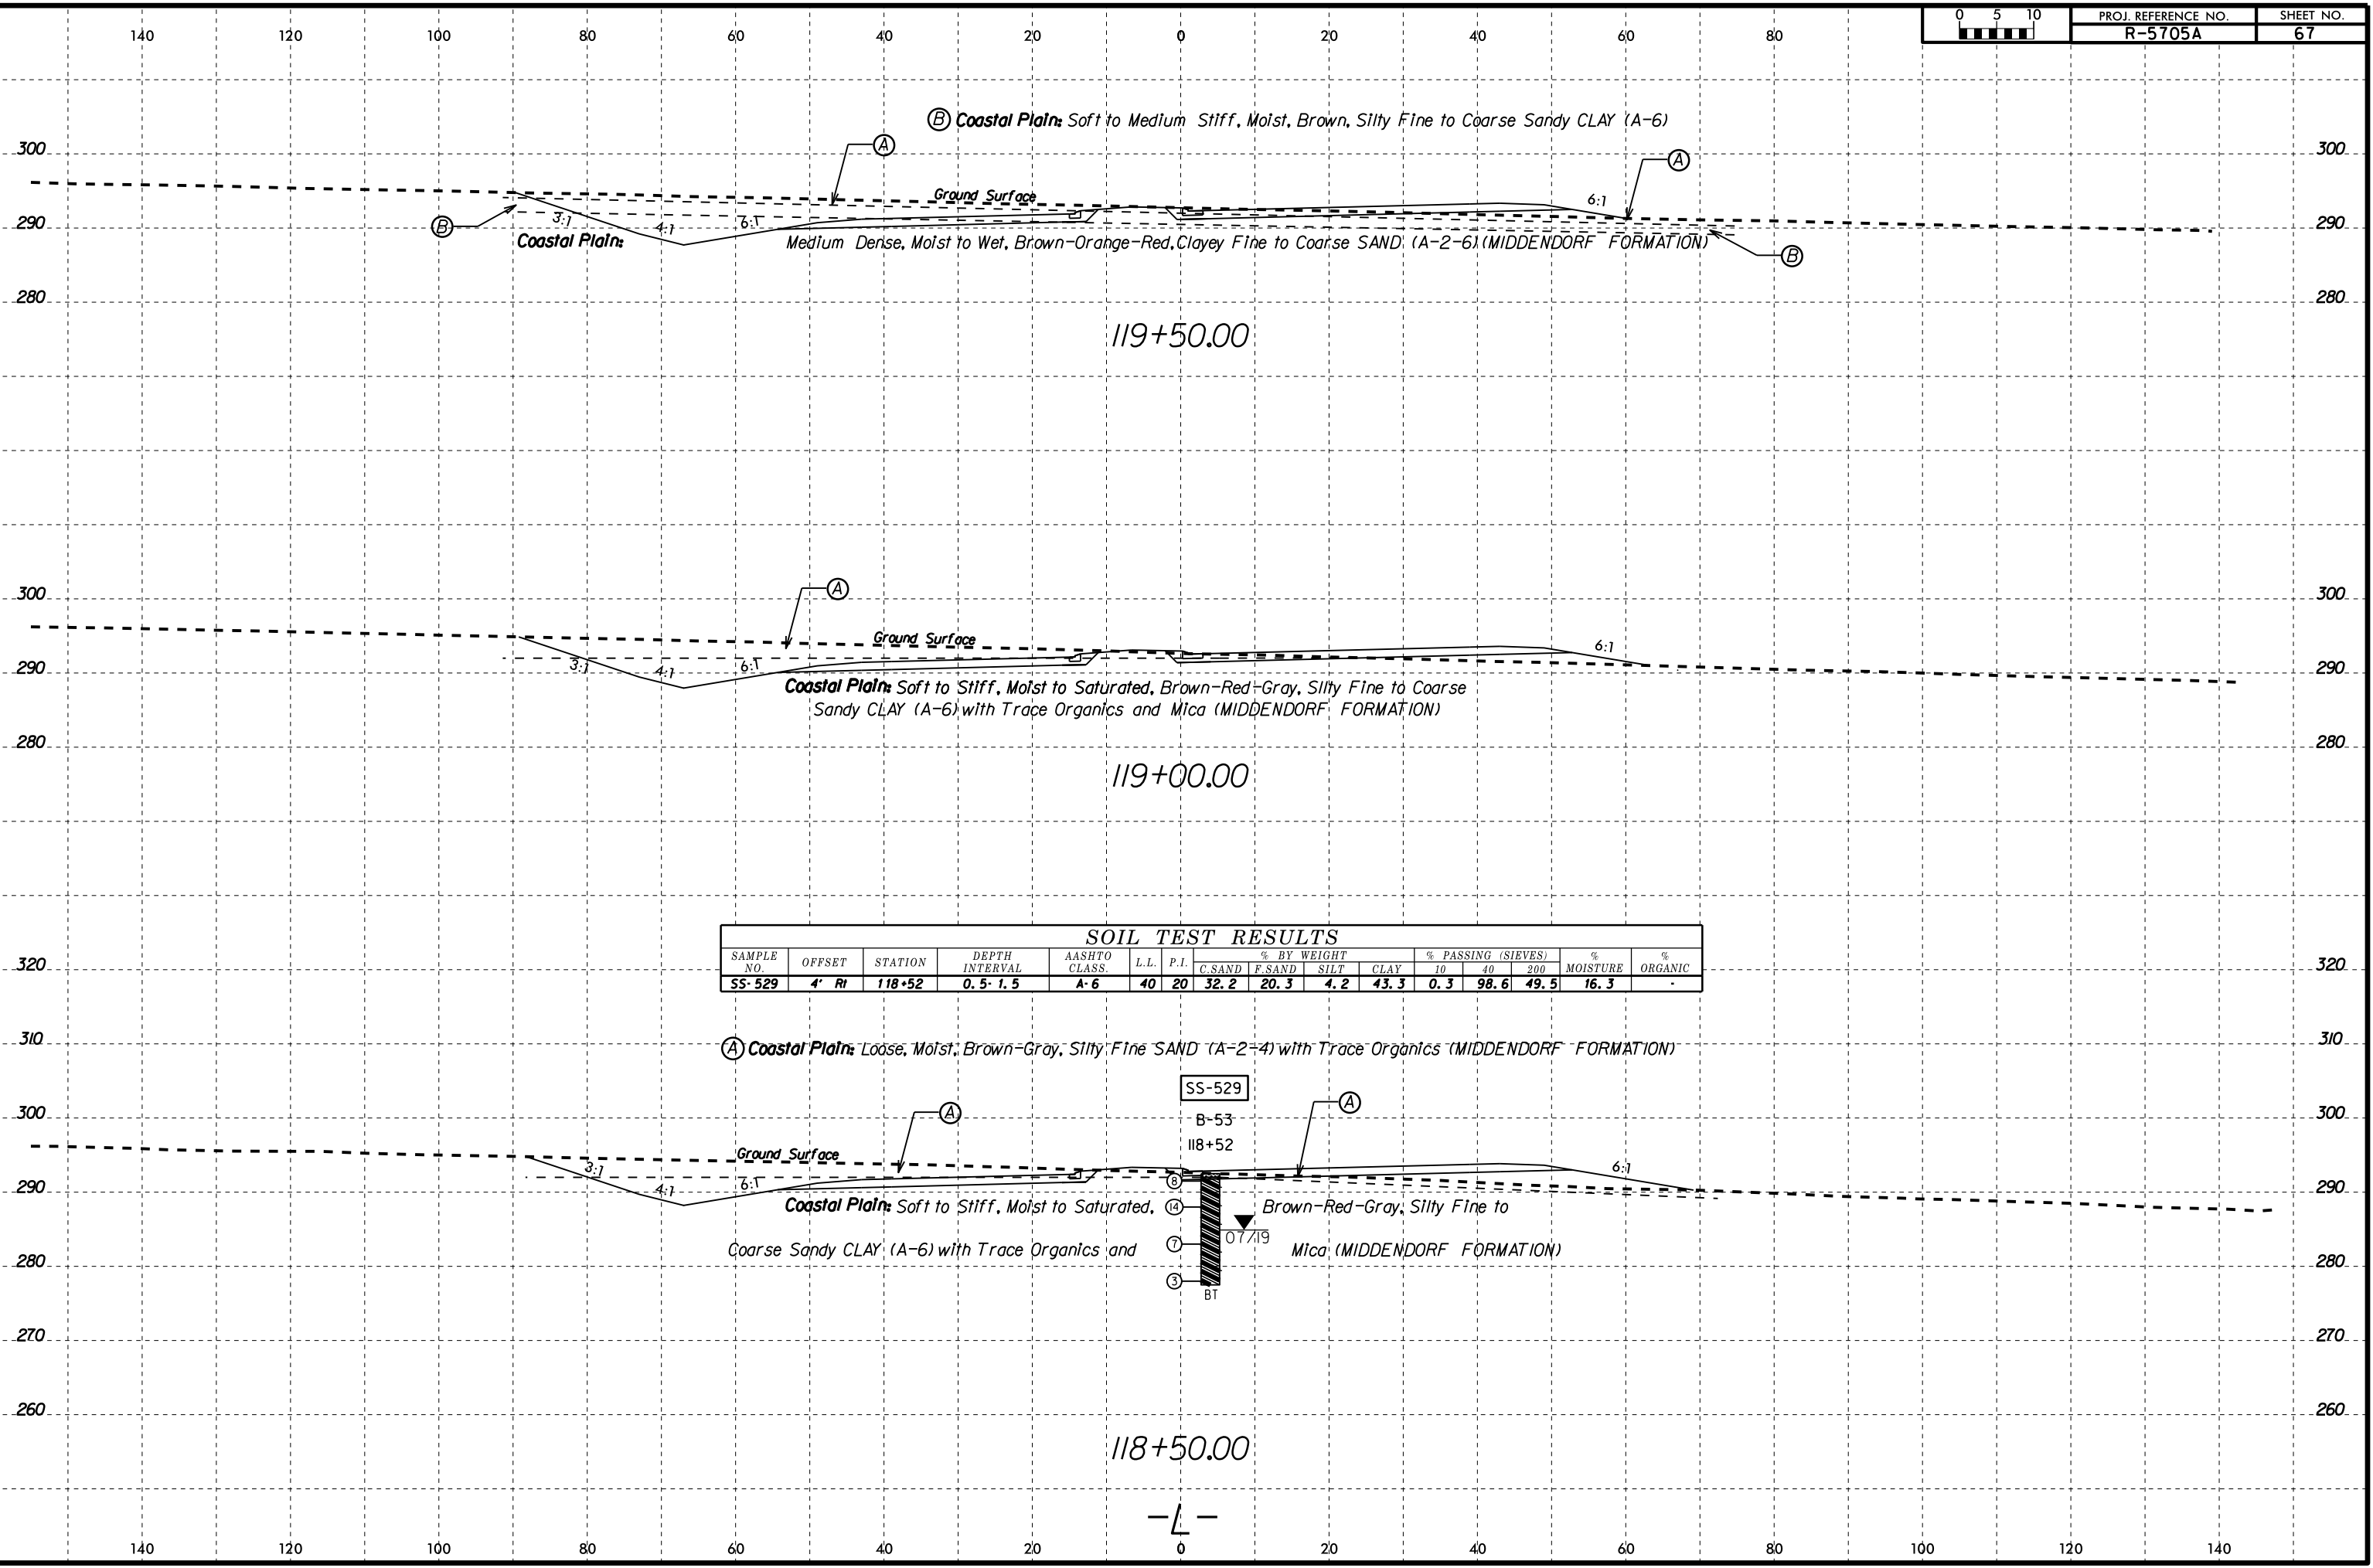 0 5 10
PROJ. REFERENCE NO. SHEET NO.
R-5705A 67
140 120 100 80 60 40 20 0 20 40 60 80
B Coastal Plain: Soft to Medium Stiff, Moist, Brown, Silty Fine to Coarse Sandy CLAY (A-6)
A A
300 300
Ground Surface 6:1
B 3:1 4:1 6:1
290 290
Coastal Plain: Medium Dense, Moist to Wet, Brown-Orange-Red, Clayey Fine to Coarse SAND (A-2-6) (MIDDENDORF FORMATION)
B
280 280
119+50.00
A
300 300
Ground Surface 6:1
3:1 4:1 6:1
290 290
Coastal Plain: Soft to Stiff, Moist to Saturated, Brown-Red-Gray, Silty Fine to Coarse
Sandy CLAY (A-6) with Trace Organics and Mica (MIDDENDORF FORMATION)
280 280
119+00.00
SOIL TEST RESULTS
SAMPLE NO. OFFSET STATION DEPTH INTERVAL AASHTO CLASS. L.L. P.I. % BY WEIGHT % PASSING (SIEVES) % MOISTURE % ORGANIC
C.SAND F.SAND SILT CLAY 10 40 200
320 320
SS-529 4' Rt 118+52 0.5-1.5 A-6 40 20 32.2 20.3 4.2 43.3 0.3 98.6 49.5 16.3 -
310 310
A Coastal Plain: Loose, Moist, Brown-Gray, Silty Fine SAND (A-2-4) with Trace Organics (MIDDENDORF FORMATION)
SS-529
A A
300 B-53 300
118+52
Ground Surface
3:1 4:1 6:1 6:1
290 8 290
Coastal Plain: Soft to Stiff, Moist to Saturated, 14 Brown-Red-Gray, Silty Fine to
07/19
Coarse Sandy CLAY (A-6) with Trace Organics and 7 Mica (MIDDENDORF FORMATION)
280 280
3
BT
270 270
260 260
118+50.00
-L-
140 120 100 80 60 40 20 0 20 40 60 80 100 120 140